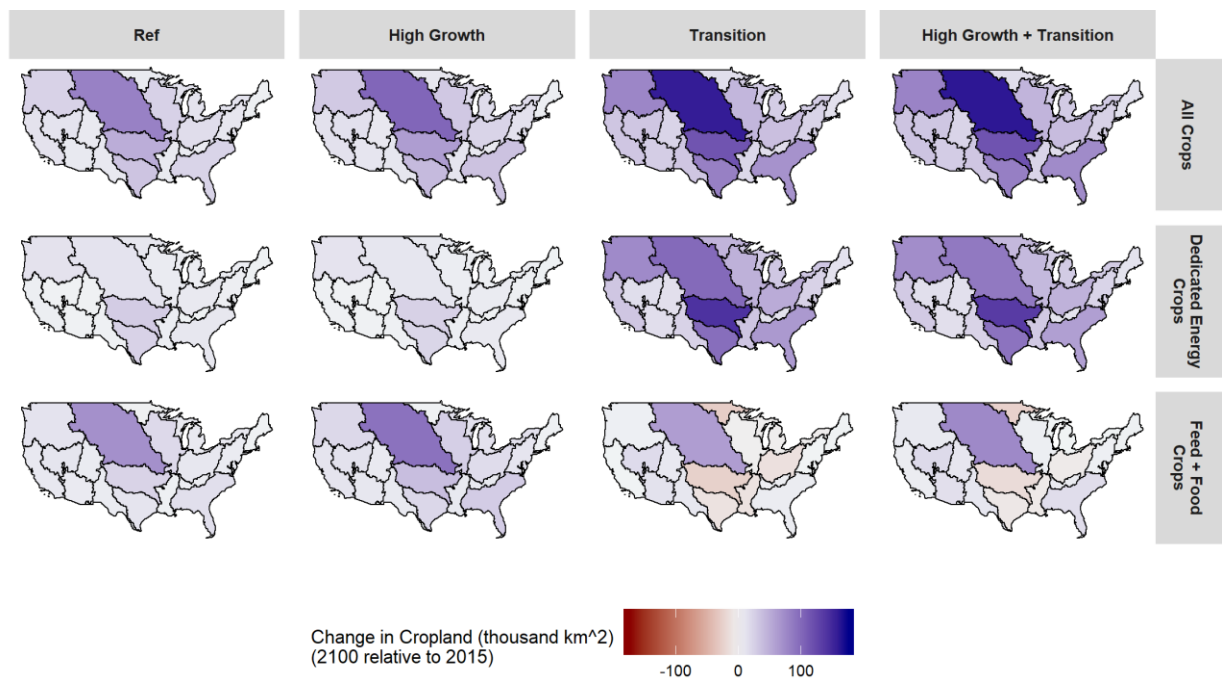 Ref
High Growth
Transition
High Growth + Transition
All Crops
Dedicated Energy
Crops
Feed + Food
Crops
Change in Cropland (thousand km^2)
(2100 relative to 2015)
-100
0
100